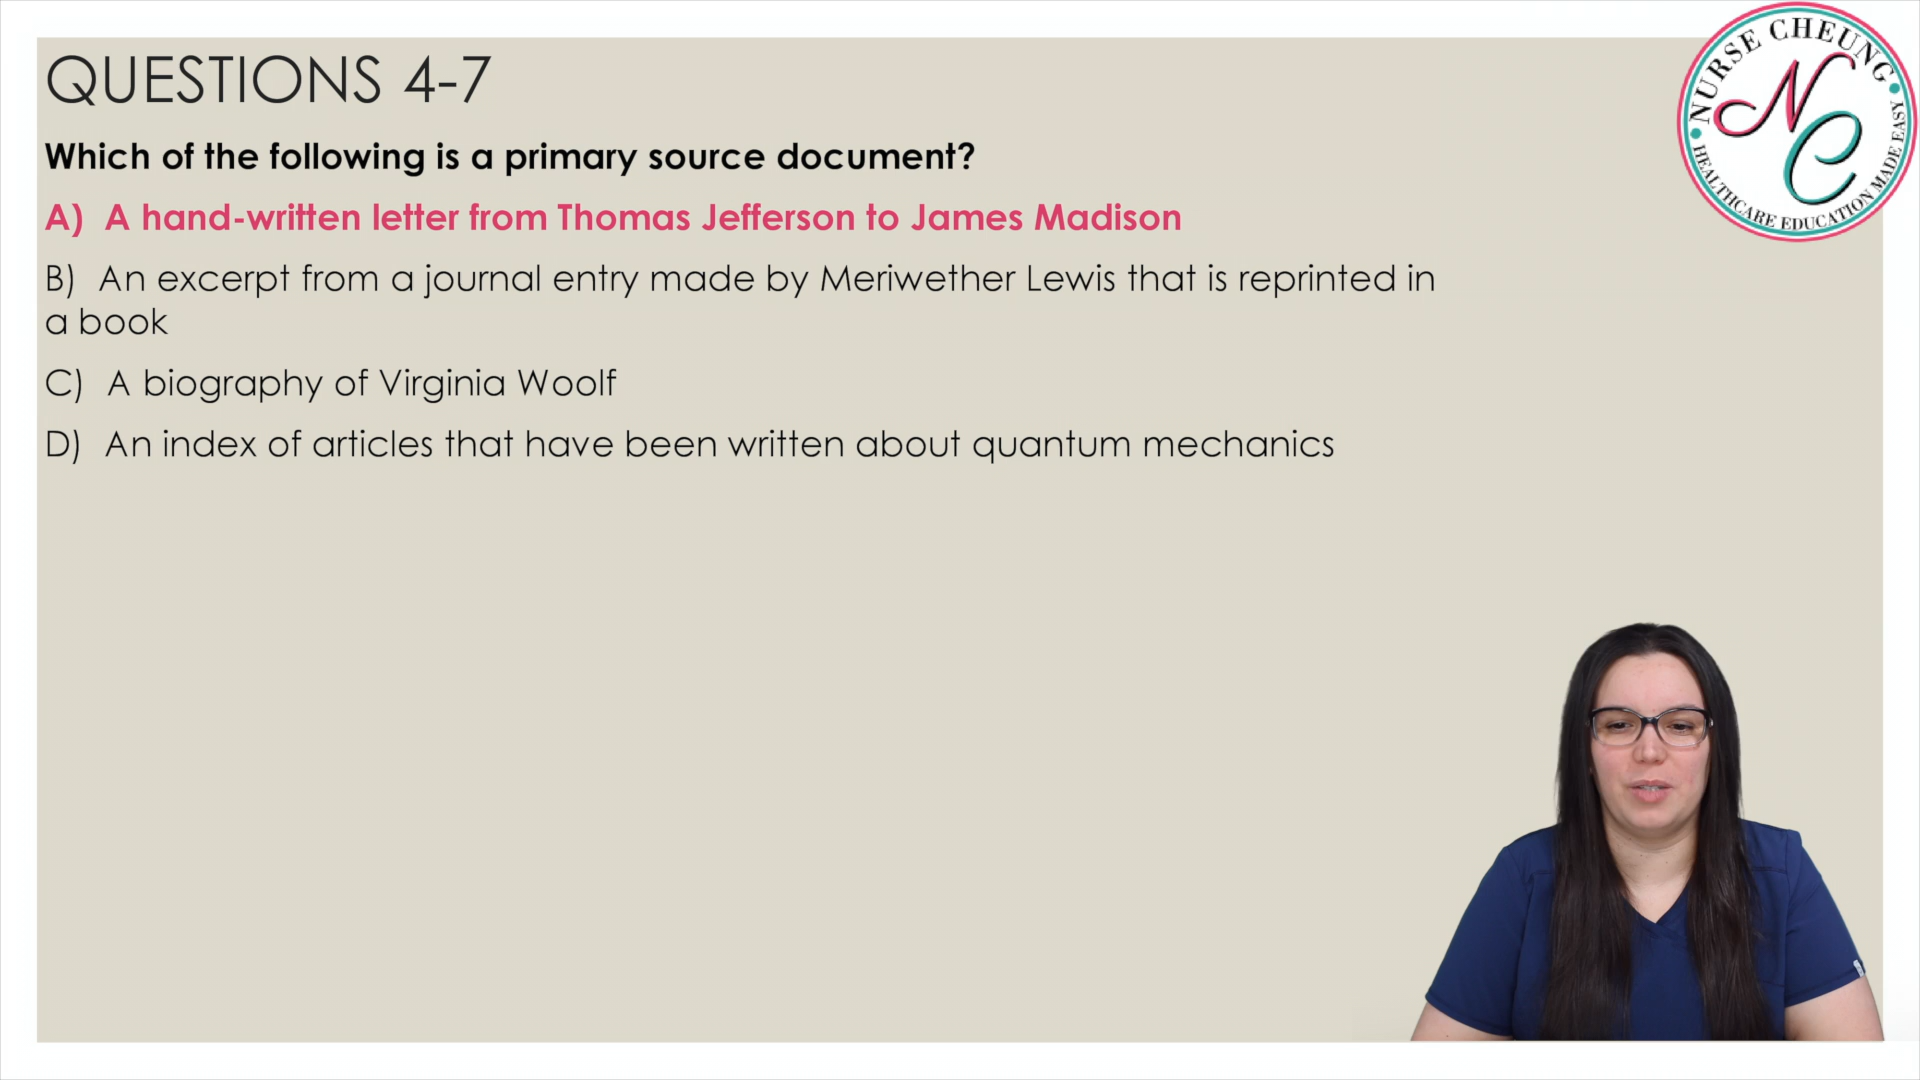 QUESTIONS 4-7
Which of the following is a primary source document?
A) A hand-written letter from Thomas Jefferson to James Madison
B) An excerpt from a journal entry made by Meriwether Lewis that is reprinted in
a book
C) A biography of Virginia Woolf
D) An index of articles that have been written about quantum mechanics
NURSE CHEUNG
NC
HEALTHCARE EDUCATION MADE EASY